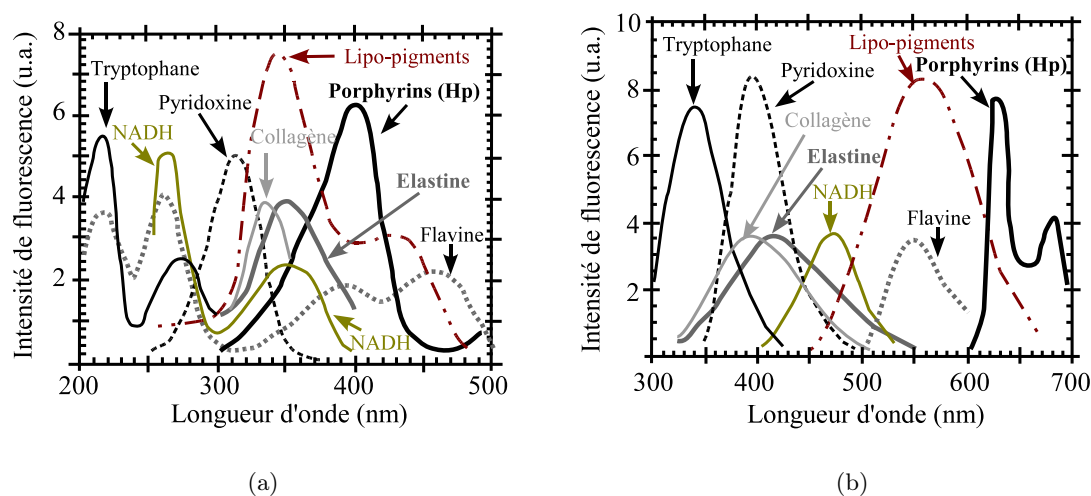 8
6
4
2
Intensité de fluorescence (u.a.)
Tryptophane
NADH
Pyridoxine
Collagène
Lipo-pigments
Porphyrins (Hp)
Elastine
Flavine
NADH
200
300
400
500
Longueur d'onde (nm)
(a)
10
8
6
4
2
Intensité de fluorescence (u.a.)
Tryptophane
Pyridoxine
Collagène
Elastine
NADH
Lipo-pigments
Porphyrins (Hp)
Flavine
300
400
500
600
700
Longueur d'onde (nm)
(b)